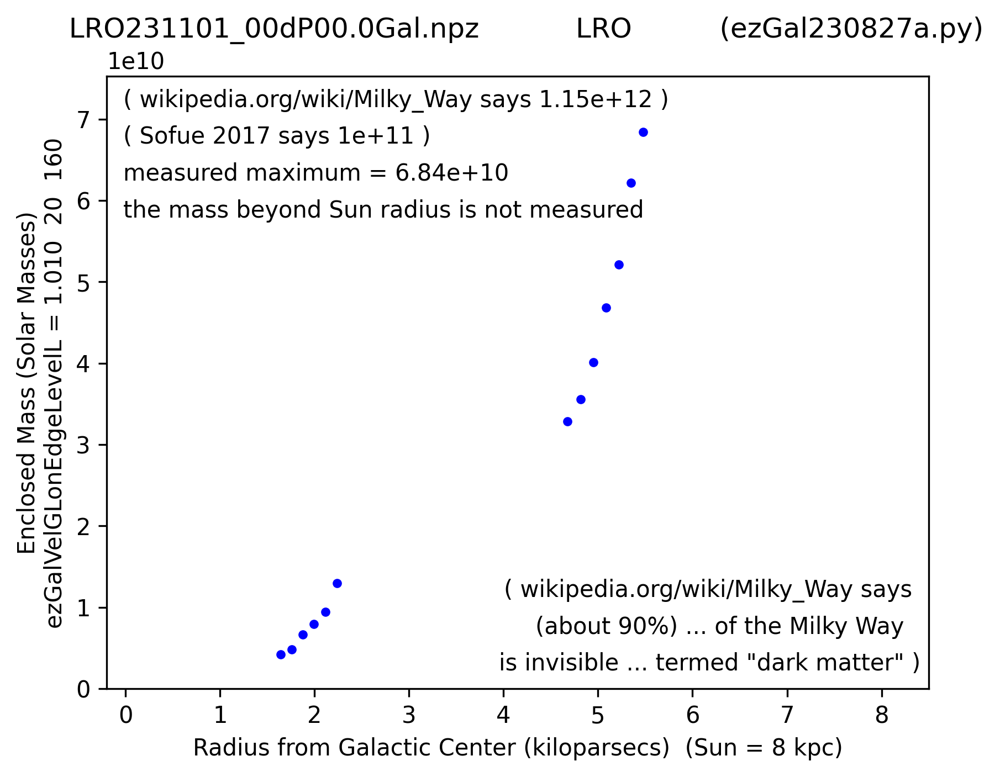 LRO231101_00dP00.0Gal.npz LRO (ezGal230827a.py)
1e10
( wikipedia.org/wiki/Milky_Way says 1.15e+12 )
( Sofue 2017 says 1e+11 )
measured maximum = 6.84e+10
the mass beyond Sun radius is not measured
7
6
5
4
3
2
1
0
Enclosed Mass (Solar Masses)
ezGalVelGLonEdgeLevelL = 1.010 20 160
( wikipedia.org/wiki/Milky_Way says
(about 90%) ... of the Milky Way
is invisible ... termed "dark matter" )
0 1 2 3 4 5 6 7 8
Radius from Galactic Center (kiloparsecs) (Sun = 8 kpc)